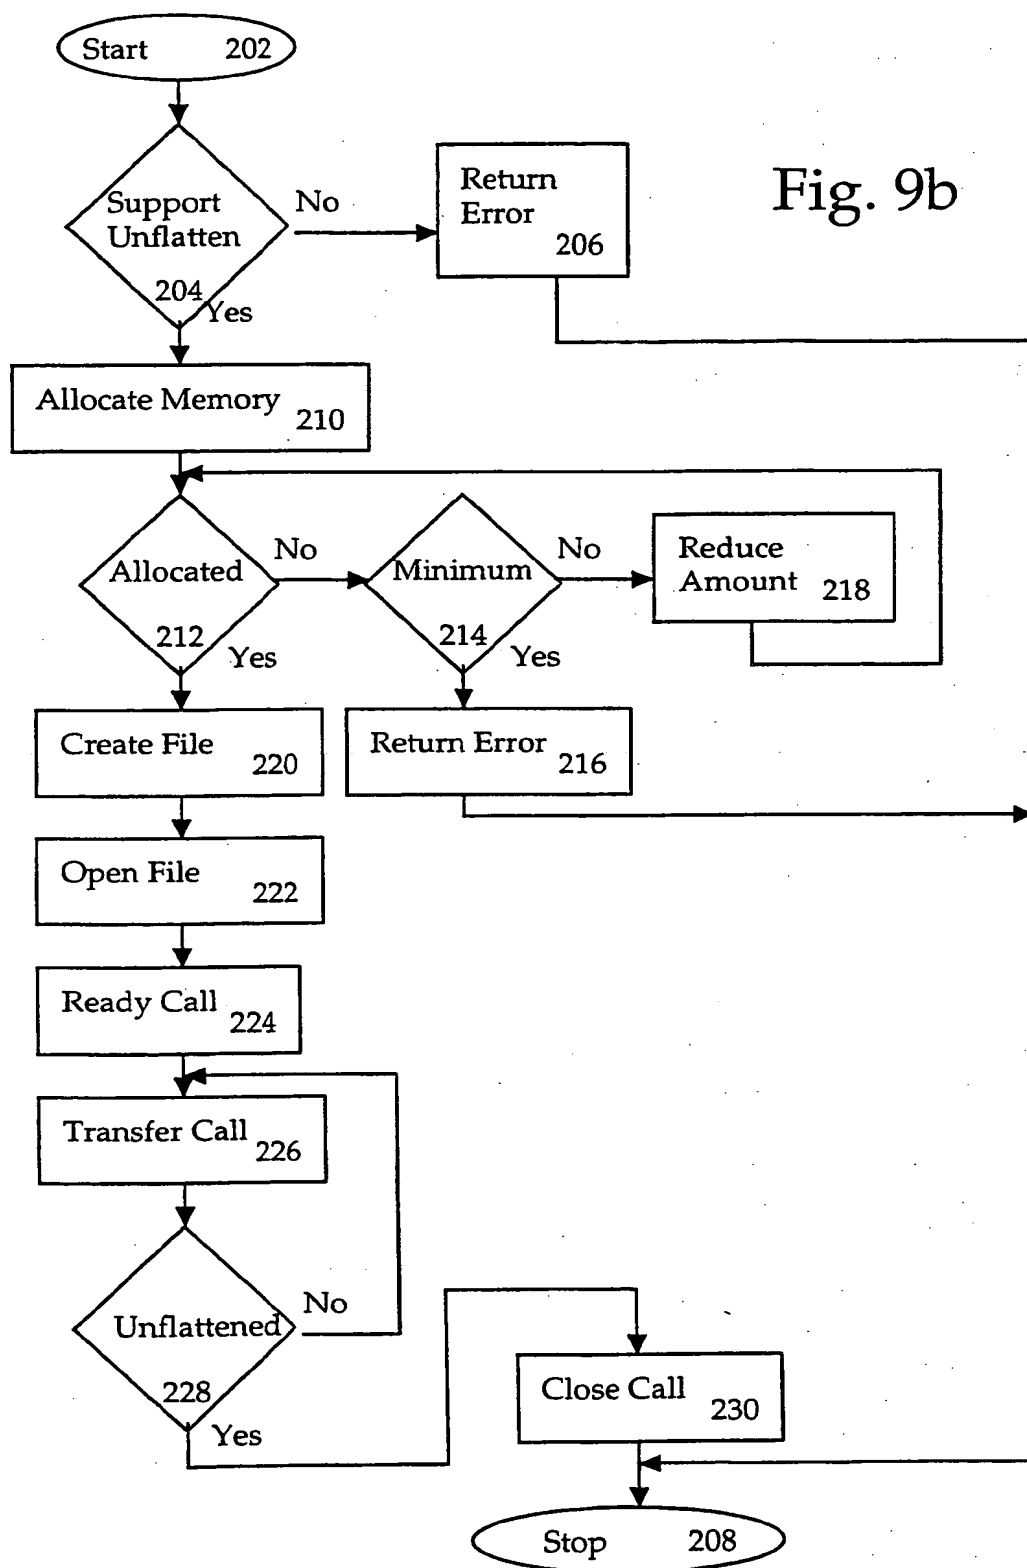 Start 202
Fig. 9b
Support
Unflatten
204
No
Yes
Return
Error
206
Allocate Memory
210
Allocated
212
No
Yes
Minimum
214
No
Yes
Reduce
Amount 218
Create File
220
Return Error
216
Open File
222
Ready Call
224
Transfer Call
226
Unflattened
228
No
Yes
Close Call
230
Stop 208